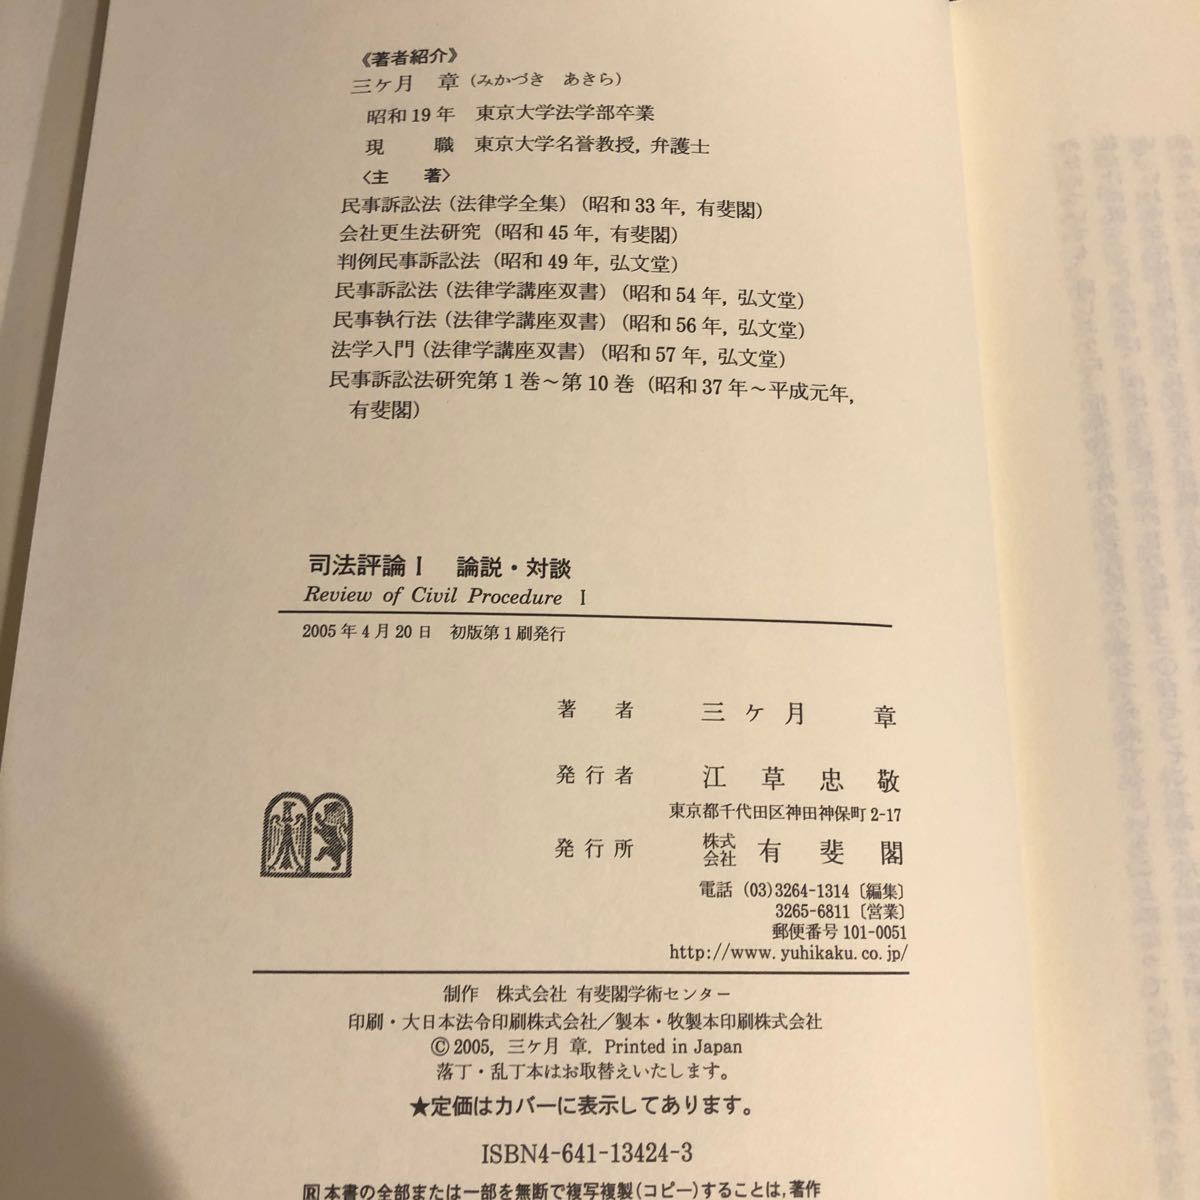 《著者紹介》
三ケ月 章（みかづき あきら）
昭和19年 東京大学法学部卒業
現 職 東京大学名誉教授, 弁護士
〈主 著〉
民事訴訟法（法律学全集）（昭和33年, 有斐閣）
会社更生法研究（昭和45年, 有斐閣）
判例民事訴訟法（昭和49年, 弘文堂）
民事訴訟法（法律学講座双書）（昭和54年, 弘文堂）
民事執行法（法律学講座双書）（昭和56年, 弘文堂）
法学入門（法律学講座双書）（昭和57年, 弘文堂）
民事訴訟法研究第1巻～第10巻（昭和37年～平成元年,
有斐閣）
司法評論Ⅰ 論説・対談
Review of Civil Procedure Ⅰ
2005年4月20日 初版第1刷発行
著 者 三ケ月 章
発行者 江草忠敬
東京都千代田区神田神保町2-17
発行所 株式会社 有斐閣
電話 (03)3264-1314〔編集〕
3265-6811〔営業〕
郵便番号 101-0051
http://www.yuhikaku.co.jp/
制作 株式会社 有斐閣学術センター
印刷・大日本法令印刷株式会社／製本・牧製本印刷株式会社
©2005, 三ケ月 章. Printed in Japan
落丁・乱丁本はお取替えいたします。
★定価はカバーに表示してあります。
ISBN4-641-13424-3
Ⓡ本書の全部または一部を無断で複写複製（コピー）することは, 著作